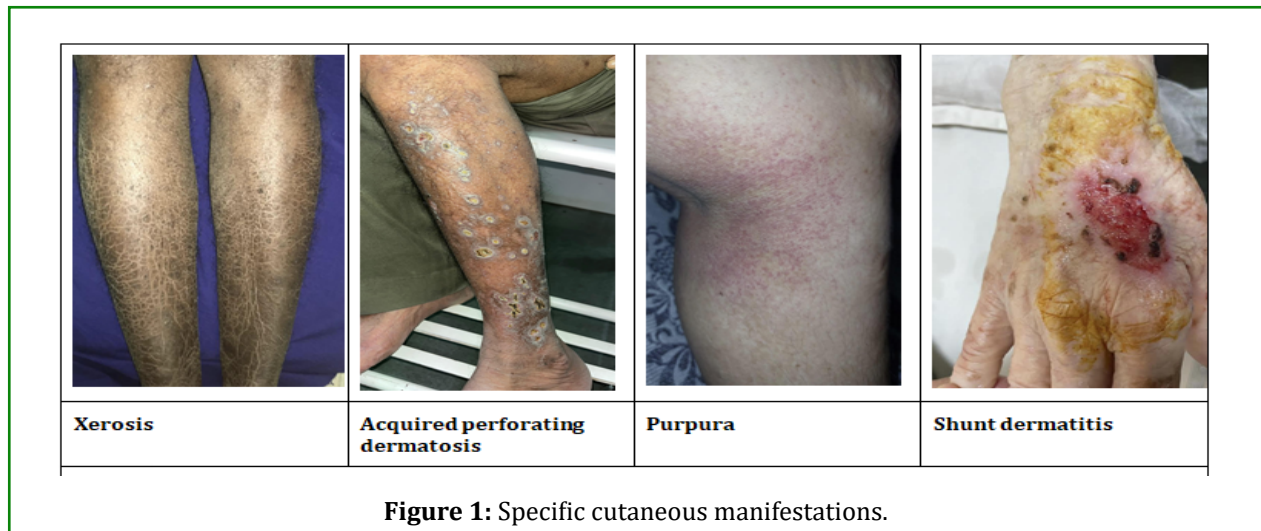 Xerosis
Acquired perforating
dermatosis
Purpura
Shunt dermatitis
Figure 1: Specific cutaneous manifestations.